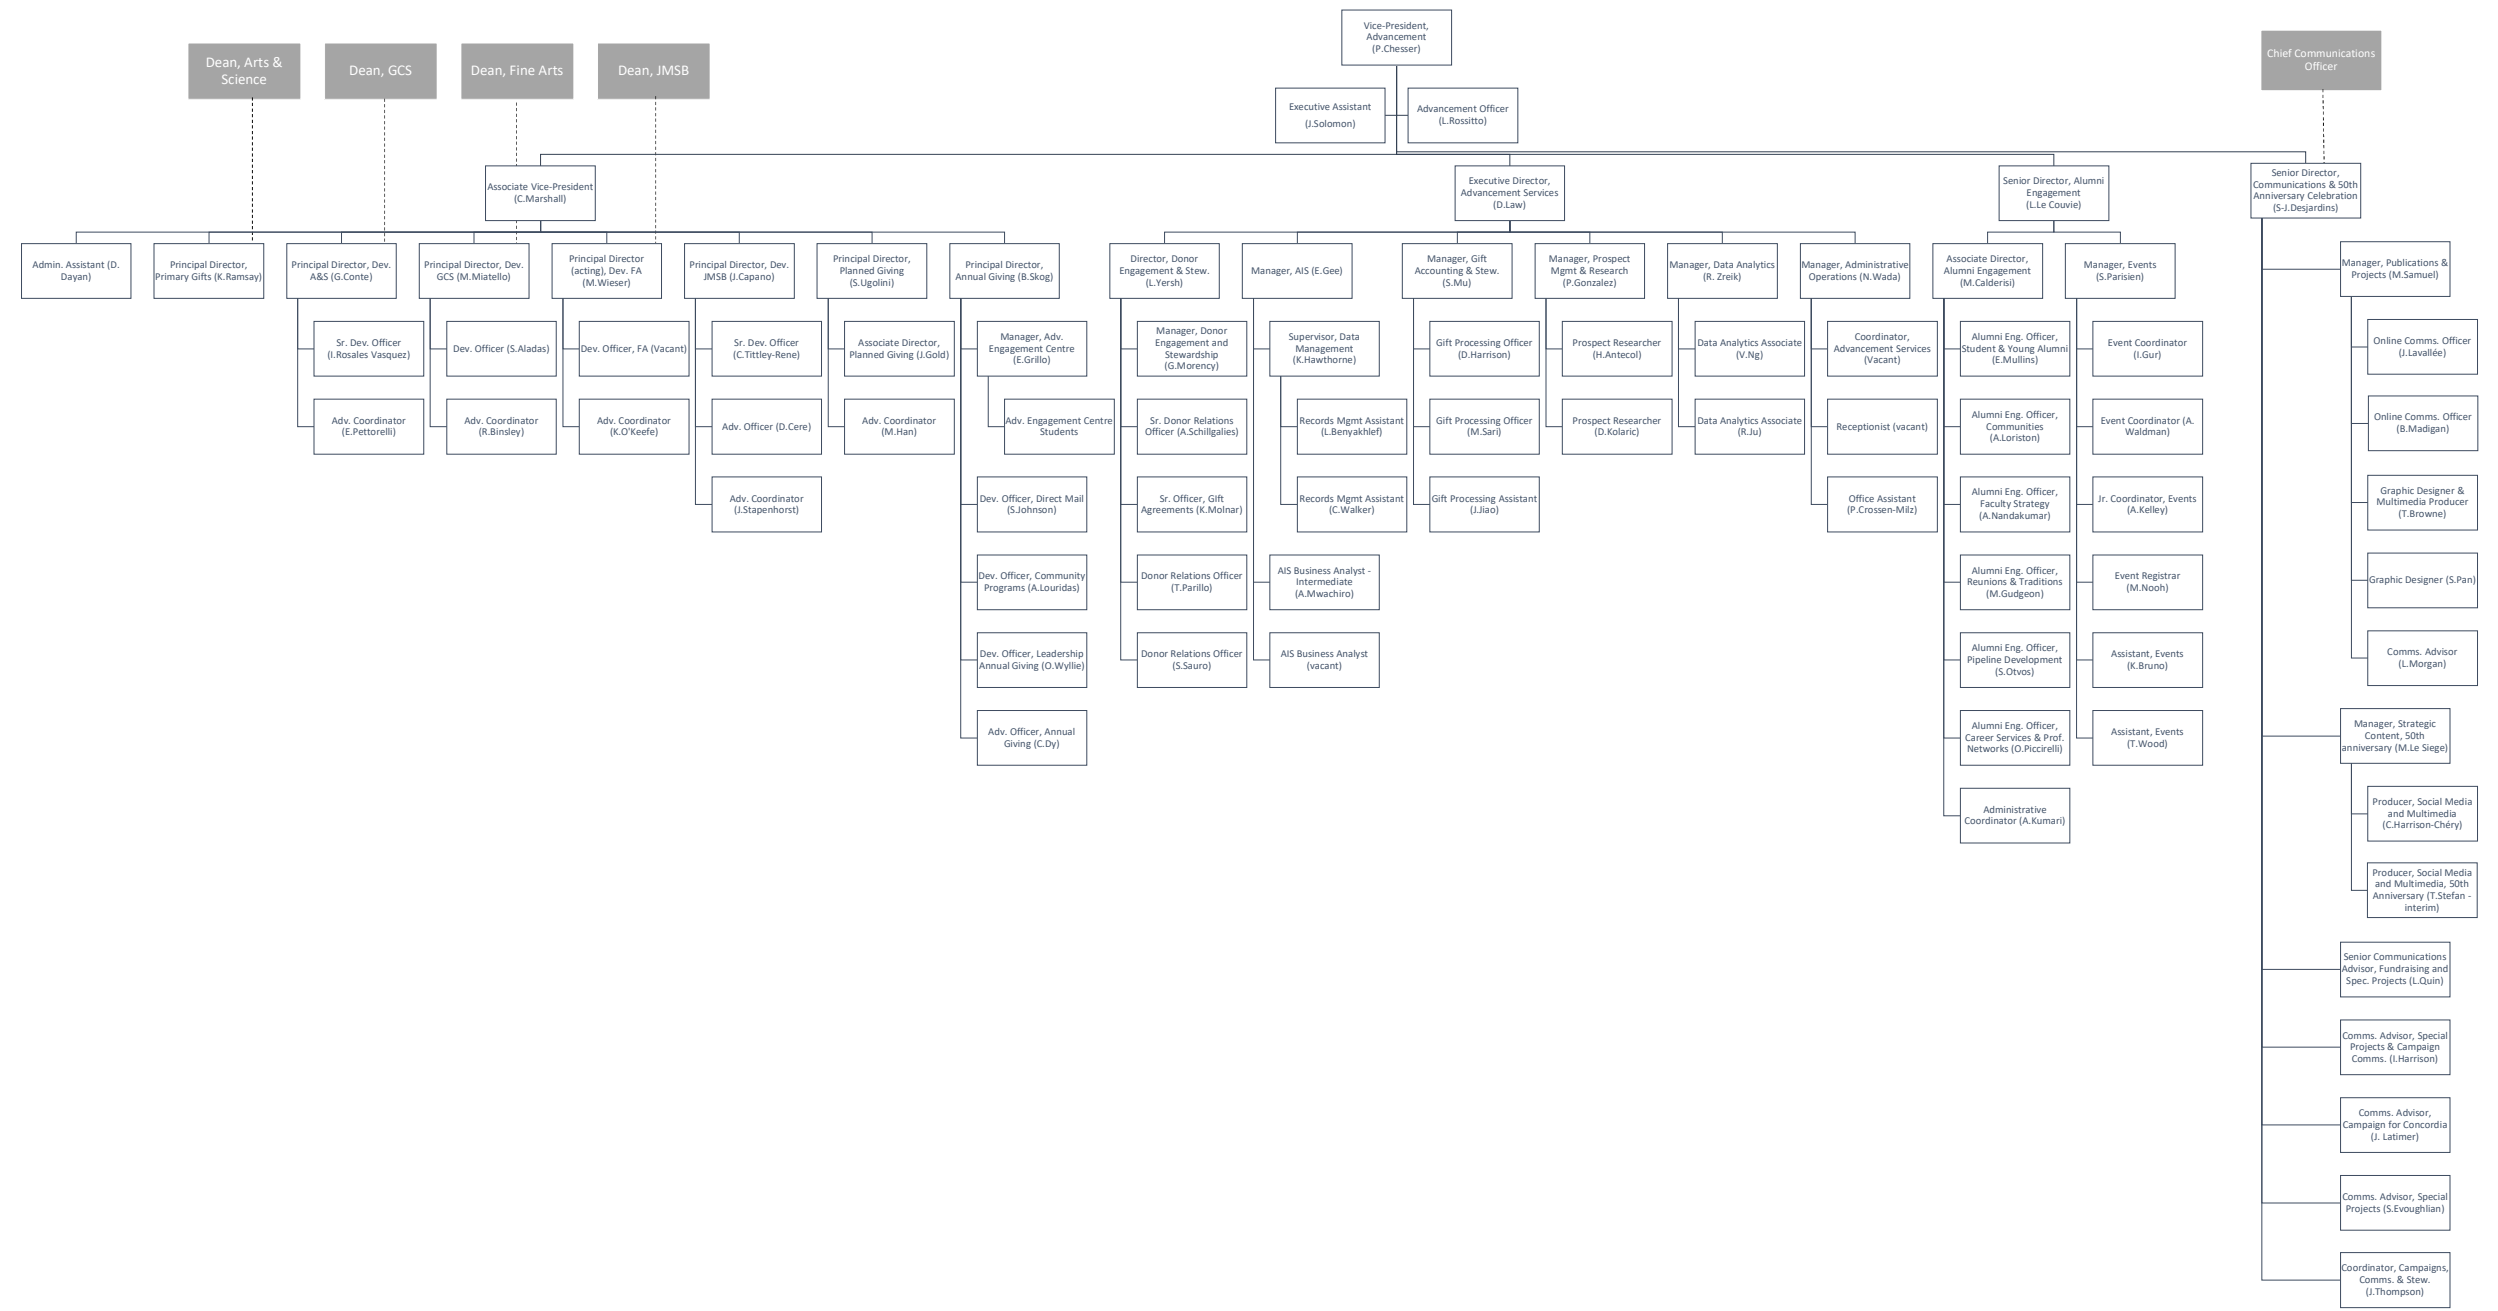 Vice-President,
Advancement
(P.Chesser)
Dean, Arts &
Science
Dean, GCS
Dean, Fine Arts
Dean, JMSB
Chief Communications
Officer
Executive Assistant
(J.Solomon)
Advancement Officer
(L.Rossitto)
Associate Vice-President
(C.Marshall)
Executive Director,
Advancement Services
(D.Law)
Senior Director, Alumni
Engagement
(L.Le Couvie)
Senior Director,
Communications & 50th
Anniversary Celebration
(S-J.Desjardins)
Admin. Assistant (D.
Dayan)
Principal Director,
Primary Gifts (K.Ramsay)
Principal Director, Dev.
A&S (G.Conte)
Sr. Dev. Officer
(I.Rosales Vasquez)
Adv. Coordinator
(E.Pettorelli)
Principal Director, Dev.
GCS (M.Miatello)
Dev. Officer (S.Aladas)
Adv. Coordinator
(R.Binsley)
Principal Director
(acting), Dev. FA
(M.Wieser)
Dev. Officer, FA (Vacant)
Adv. Coordinator
(K.O'Keefe)
Principal Director, Dev.
JMSB (J.Capano)
Sr. Dev. Officer
(C.Tittley-Rene)
Adv. Officer (D.Cere)
Adv. Coordinator
(J.Stapenhorst)
Principal Director,
Planned Giving
(S.Ugolini)
Associate Director,
Planned Giving (J.Gold)
Adv. Coordinator
(M.Han)
Principal Director,
Annual Giving (B.Skog)
Manager, Adv.
Engagement Centre
(E.Grillo)
Adv. Engagement Centre
Students
Dev. Officer, Direct Mail
(S.Johnson)
Dev. Officer, Community
Programs (A.Louridas)
Dev. Officer, Leadership
Annual Giving (O.Wyllie)
Adv. Officer, Annual
Giving (C.Dy)
Director, Donor
Engagement & Stew.
(L.Yersh)
Manager, Donor
Engagement and
Stewardship
(G.Morency)
Sr. Donor Relations
Officer (A.Schillgalies)
Sr. Officer, GIft
Agreements (K.Molnar)
Donor Relations Officer
(T.Parillo)
Donor Relations Officer
(S.Sauro)
Manager, AIS (E.Gee)
Supervisor, Data
Management
(K.Hawthorne)
Records Mgmt Assistant
(L.Benyakhlef)
Records Mgmt Assistant
(C.Walker)
AIS Business Analyst -
Intermediate
(A.Mwachiro)
AIS Business Analyst
(vacant)
Manager, Gift
Accounting & Stew.
(S.Mu)
Gift Processing Officer
(D.Harrison)
Gift Processing Officer
(M.Sari)
Gift Processing Assistant
(J.Jiao)
Manager, Prospect
Mgmt & Research
(P.Gonzalez)
Prospect Researcher
(H.Antecol)
Prospect Researcher
(D.Kolaric)
Manager, Data Analytics
(R. Zreik)
Data Analytics Associate
(V.Ng)
Data Analytics Associate
(R.Ju)
Manager, Administrative
Operations (N.Wada)
Coordinator,
Advancement Services
(Vacant)
Receptionist (vacant)
Office Assistant
(P.Crossen-Milz)
Associate Director,
Alumni Engagement
(M.Calderisi)
Alumni Eng. Officer,
Student & Young Alumni
(E.Mullins)
Alumni Eng. Officer,
Communities
(A.Loriston)
Alumni Eng. Officer,
Faculty Strategy
(A.Nandakumar)
Alumni Eng. Officer,
Reunions & Traditions
(M.Gudgeon)
Alumni Eng. Officer,
Pipeline Development
(S.Otvos)
Alumni Eng. Officer,
Career Services & Prof.
Networks (O.Piccirelli)
Administrative
Coordinator (A.Kumari)
Manager, Events
(S.Parisien)
Event Coordinator
(I.Gur)
Event Coordinator (A.
Waldman)
Jr. Coordinator, Events
(A.Kelley)
Event Registrar
(M.Nooh)
Assistant, Events
(K.Bruno)
Assistant, Events
(T.Wood)
Manager, Publications &
Projects (M.Samuel)
Online Comms. Officer
(J.Lavallée)
Online Comms. Officer
(B.Madigan)
Graphic Designer &
Multimedia Producer
(T.Browne)
Graphic Designer (S.Pan)
Comms. Advisor
(L.Morgan)
Manager, Strategic
Content, 50th
anniversary (M.Le Siege)
Producer, Social Media
and Multimedia
(C.Harrison-Chéry)
Producer, Social Media
and Multimedia, 50th
Anniversary (T.Stefan -
interim)
Senior Communications
Advisor, Fundraising and
Spec. Projects (L.Quin)
Comms. Advisor, Special
Projects & Campaign
Comms. (I.Harrison)
Comms. Advisor,
Campaign for Concordia
(J. Latimer)
Comms. Advisor, Special
Projects (S.Evoughlian)
Coordinator, Campaigns,
Comms. & Stew.
(J.Thompson)